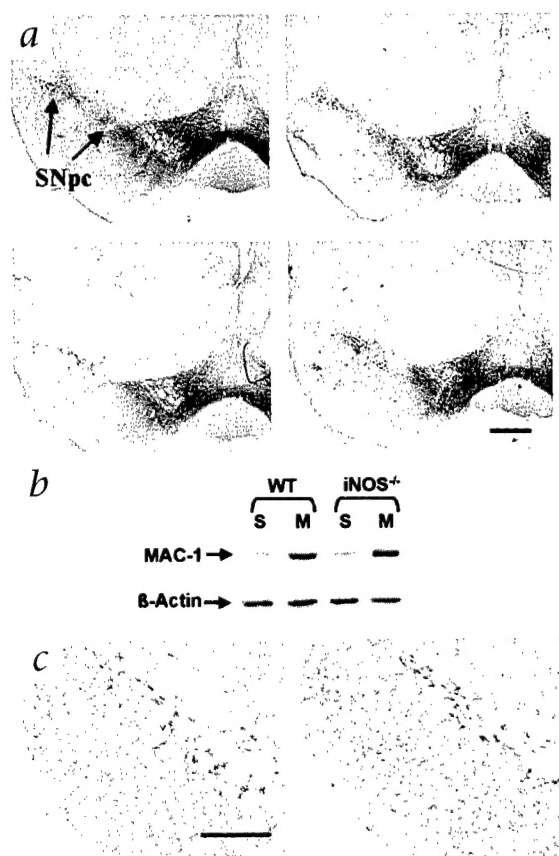 a
SNpc
b
WT iNOS-/-
S M S M
MAC-1
ß-Actin
c